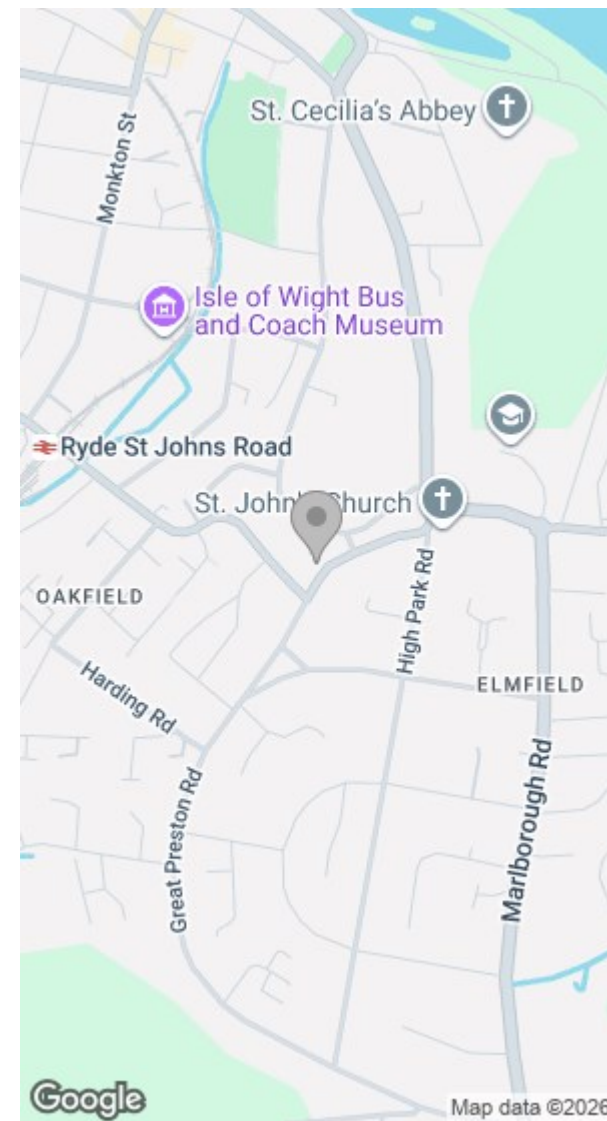 St. Cecilia's Abbey
Monkton St
Isle of Wight Bus
and Coach Museum
Ryde St Johns Road
St. John's Church
OAKFIELD
High Park Rd
ELMFIELD
Harding Rd
Great Preston Rd
Marlborough Rd
Google
Map data ©2026